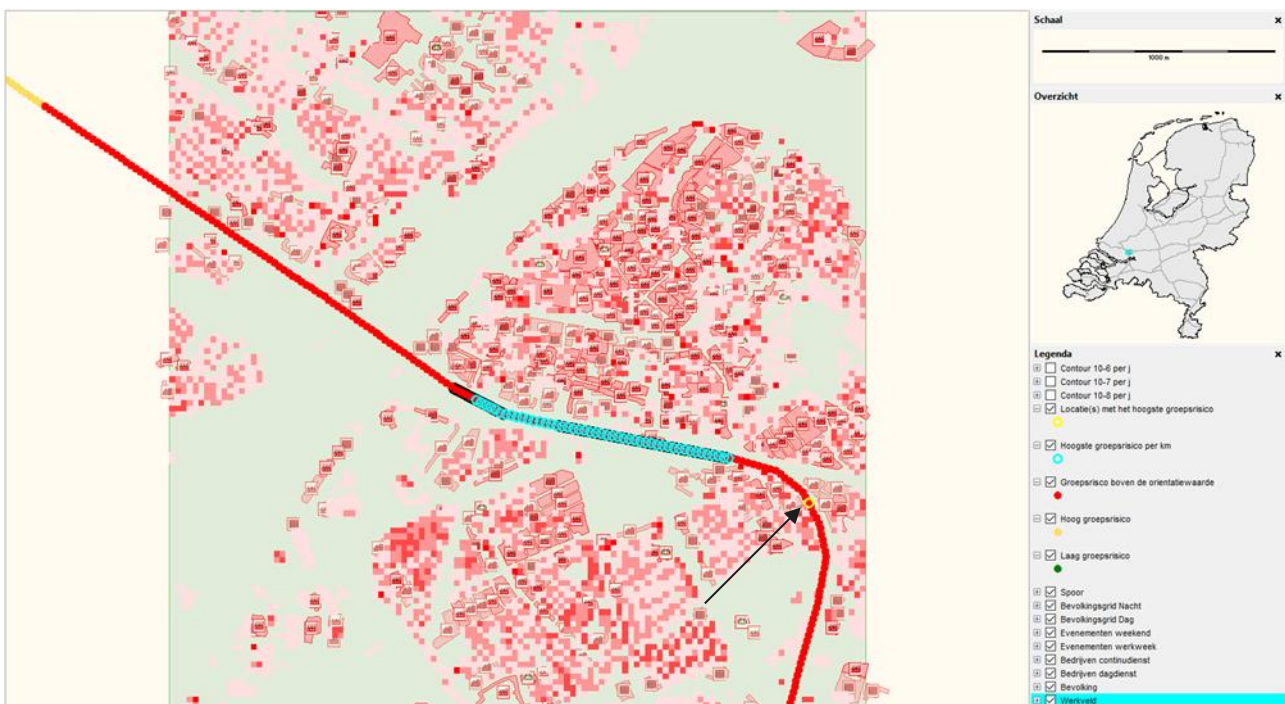 Schaal
1000 m
Overzicht
Legenda
Contour 10-6 per j
Contour 10-7 per j
Contour 10-8 per j
Locatie(s) met het hoogste groepsrisico
Hoogste groepsrisico per km
Groepsrisco boven de orientatiewaarde
Hoog groepsrisico
Laag groepsrisico
Spoor
Bevolkingsgrid Nacht
Bevolkingsgrid Dag
Evenementen weekend
Evenementen werkweek
Bedrijven continudienst
Bedrijven dagdienst
Bevolking
Werkveld